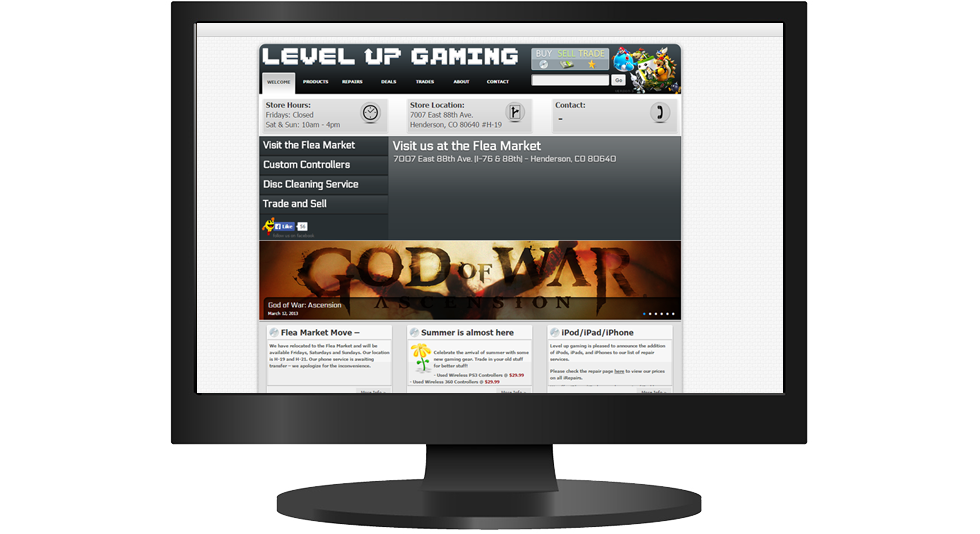 LEVEL UP GAMING
BUY SELL TRADE
WELCOME PRODUCTS REPAIRS DEALS TRADES ABOUT CONTACT
Go
Store Hours:
Fridays: Closed
Sat & Sun: 10am - 4pm
Store Location:
7007 East 88th Ave.
Henderson, CO 80640 #H-19
Contact:
-
Visit the Flea Market
Custom Controllers
Disc Cleaning Service
Trade and Sell
Like 56
Visit us at the Flea Market
7007 East 88th Ave. (I-76 & 88th) - Henderson, CO 80640
GOD OF WAR
ASCENSION
God of War: Ascension
March 12, 2013
Flea Market Move –
We have relocated to the Flea Market and will be
available Fridays, Saturdays and Sundays. Our location
is H-19 and H-21. Our phone service is awaiting
transfer – we apologize for the inconvenience.
More Info »
Summer is almost here
Celebrate the arrival of summer with some
new gaming gear. Trade in your old stuff
for better stuff!
- Used Wireless PS3 Controllers @ $29.99
- Used Wireless 360 Controllers @ $29.99
More Info »
iPod/iPad/iPhone
Level up gaming is pleased to announce the addition
of iPods, iPads, and iPhones to our list of repair
services.
Please check the repair page here to view our prices
on all iRepairs.
More Info »